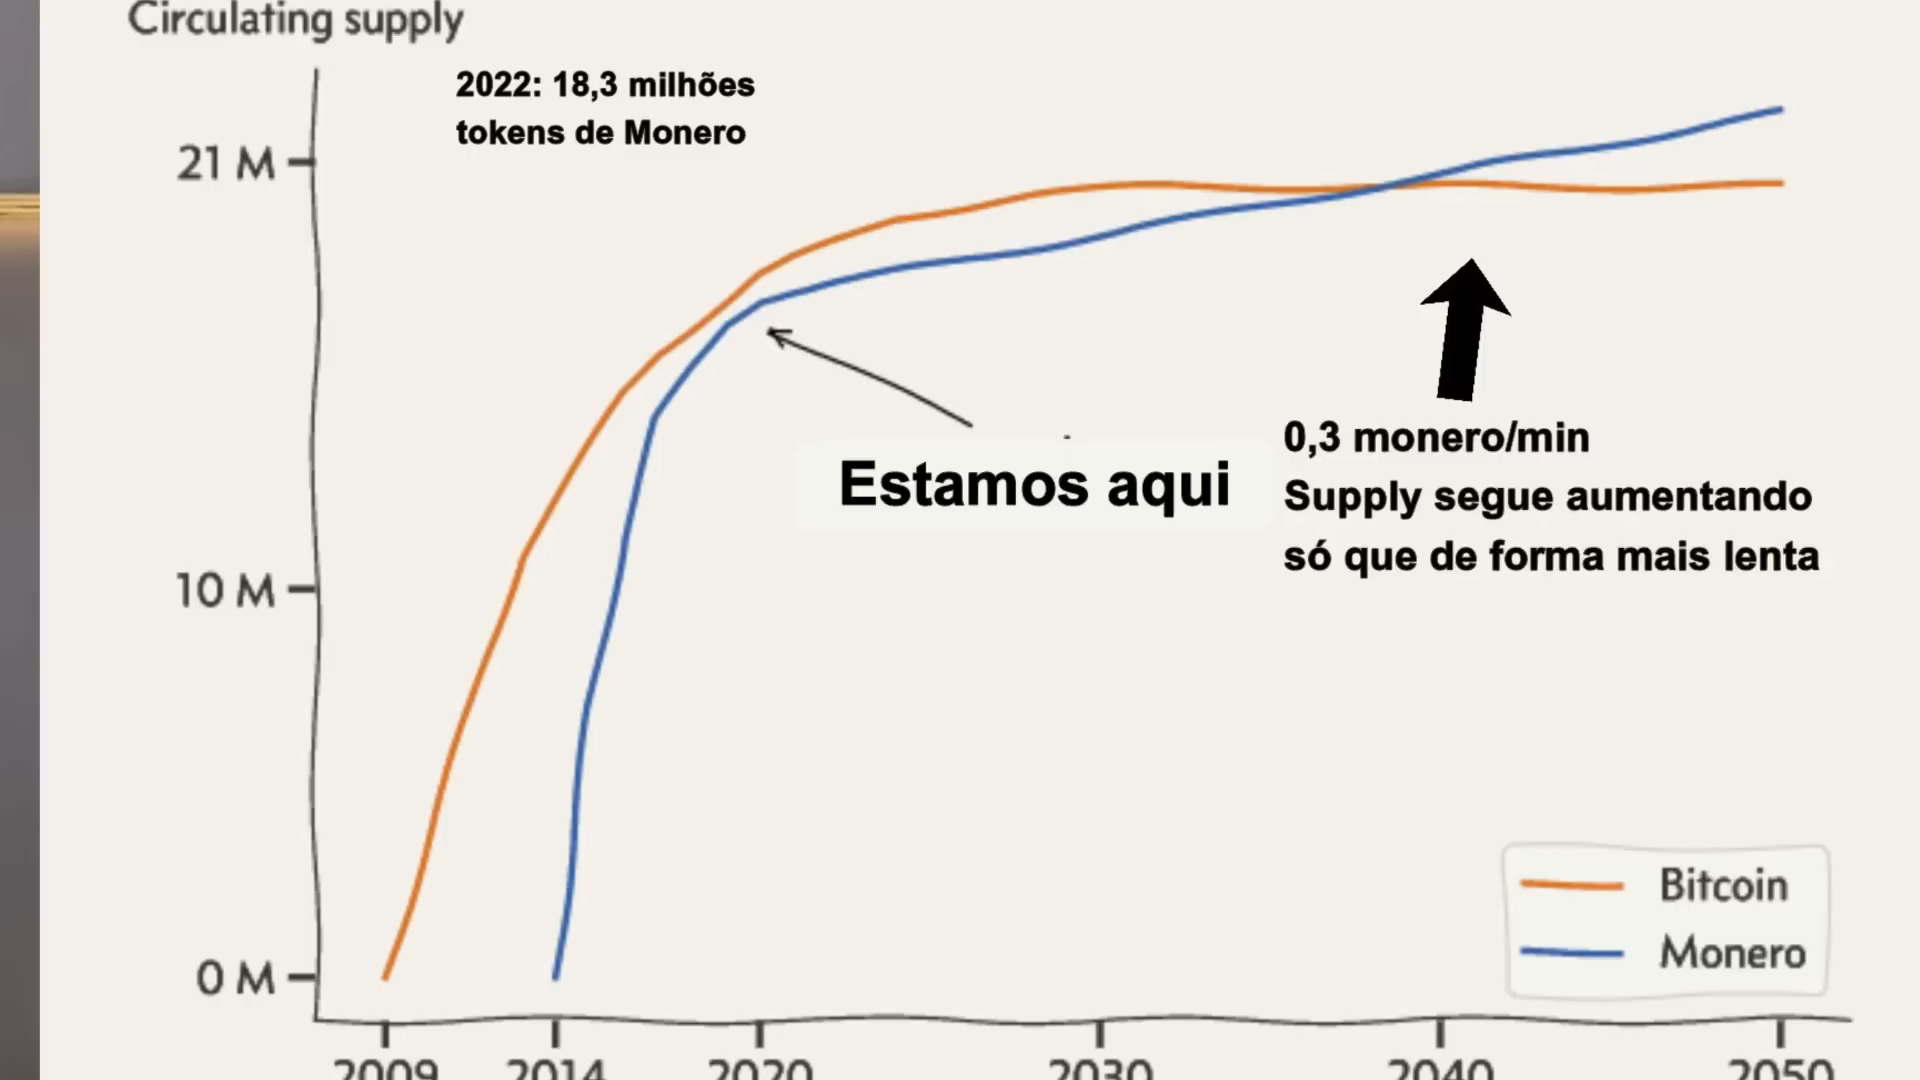 Circulating supply
2022: 18,3 milhões
tokens de Monero
21 M
10 M
0 M
Estamos aqui
0,3 monero/min
Supply segue aumentando
só que de forma mais lenta
Bitcoin
Monero
2009 2014 2020 2030 2040 2050